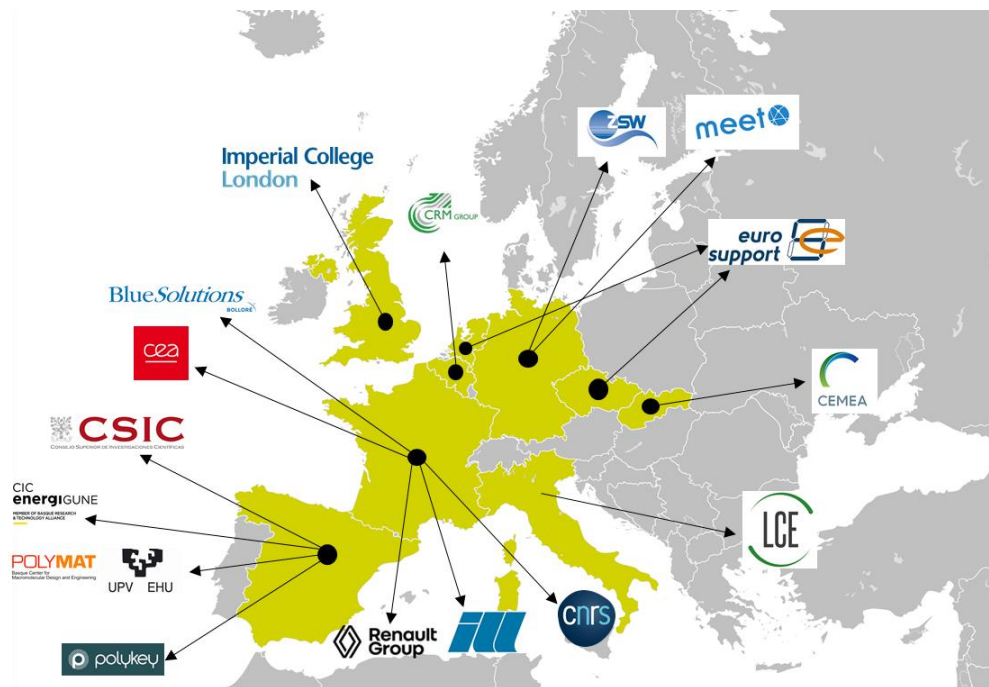 ZSW
meet
Imperial College
London
CRM GROUP
euro
support
BlueSolutions
BOLLORÉ
cea
CEMEA
CSIC
CONSEJO SUPERIOR DE INVESTIGACIONES CIENTÍFICAS
CIC
energiGUNE
MEMBER OF BASQUE RESEARCH
& TECHNOLOGY ALLIANCE
LCE
POLYMAT
Basque Center for
Macromolecular Design and Engineering
UPV EHU
cnrs
Renault
Group
ill
p polykey